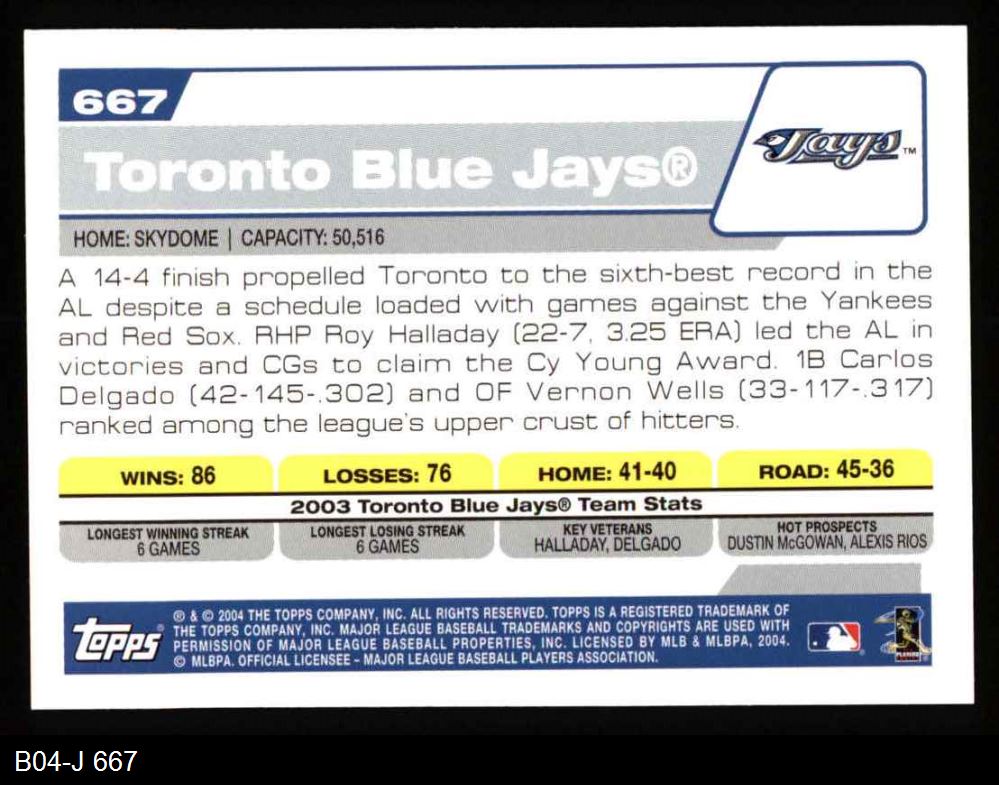 667
Toronto Blue Jays®
Jays™
HOME: SKYDOME | CAPACITY: 50,516
A 14-4 finish propelled Toronto to the sixth-best record in the
AL despite a schedule loaded with games against the Yankees
and Red Sox. RHP Roy Halladay (22-7, 3.25 ERA) led the AL in
victories and CGs to claim the Cy Young Award. 1B Carlos
Delgado (42-145-.302) and OF Vernon Wells (33-117-.317)
ranked among the league's upper crust of hitters.
WINS: 86 LOSSES: 76 HOME: 41-40 ROAD: 45-36
2003 Toronto Blue Jays® Team Stats
LONGEST WINNING STREAK LONGEST LOSING STREAK KEY VETERANS HOT PROSPECTS
6 GAMES 6 GAMES HALLADAY, DELGADO DUSTIN McGOWAN, ALEXIS RIOS
® & © 2004 THE TOPPS COMPANY, INC. ALL RIGHTS RESERVED. TOPPS IS A REGISTERED TRADEMARK OF
THE TOPPS COMPANY, INC. MAJOR LEAGUE BASEBALL TRADEMARKS AND COPYRIGHTS ARE USED WITH
PERMISSION OF MAJOR LEAGUE BASEBALL PROPERTIES, INC. LICENSED BY MLB & MLBPA, 2004.
© MLBPA. OFFICIAL LICENSEE – MAJOR LEAGUE BASEBALL PLAYERS ASSOCIATION.
Topps®
B04-J 667